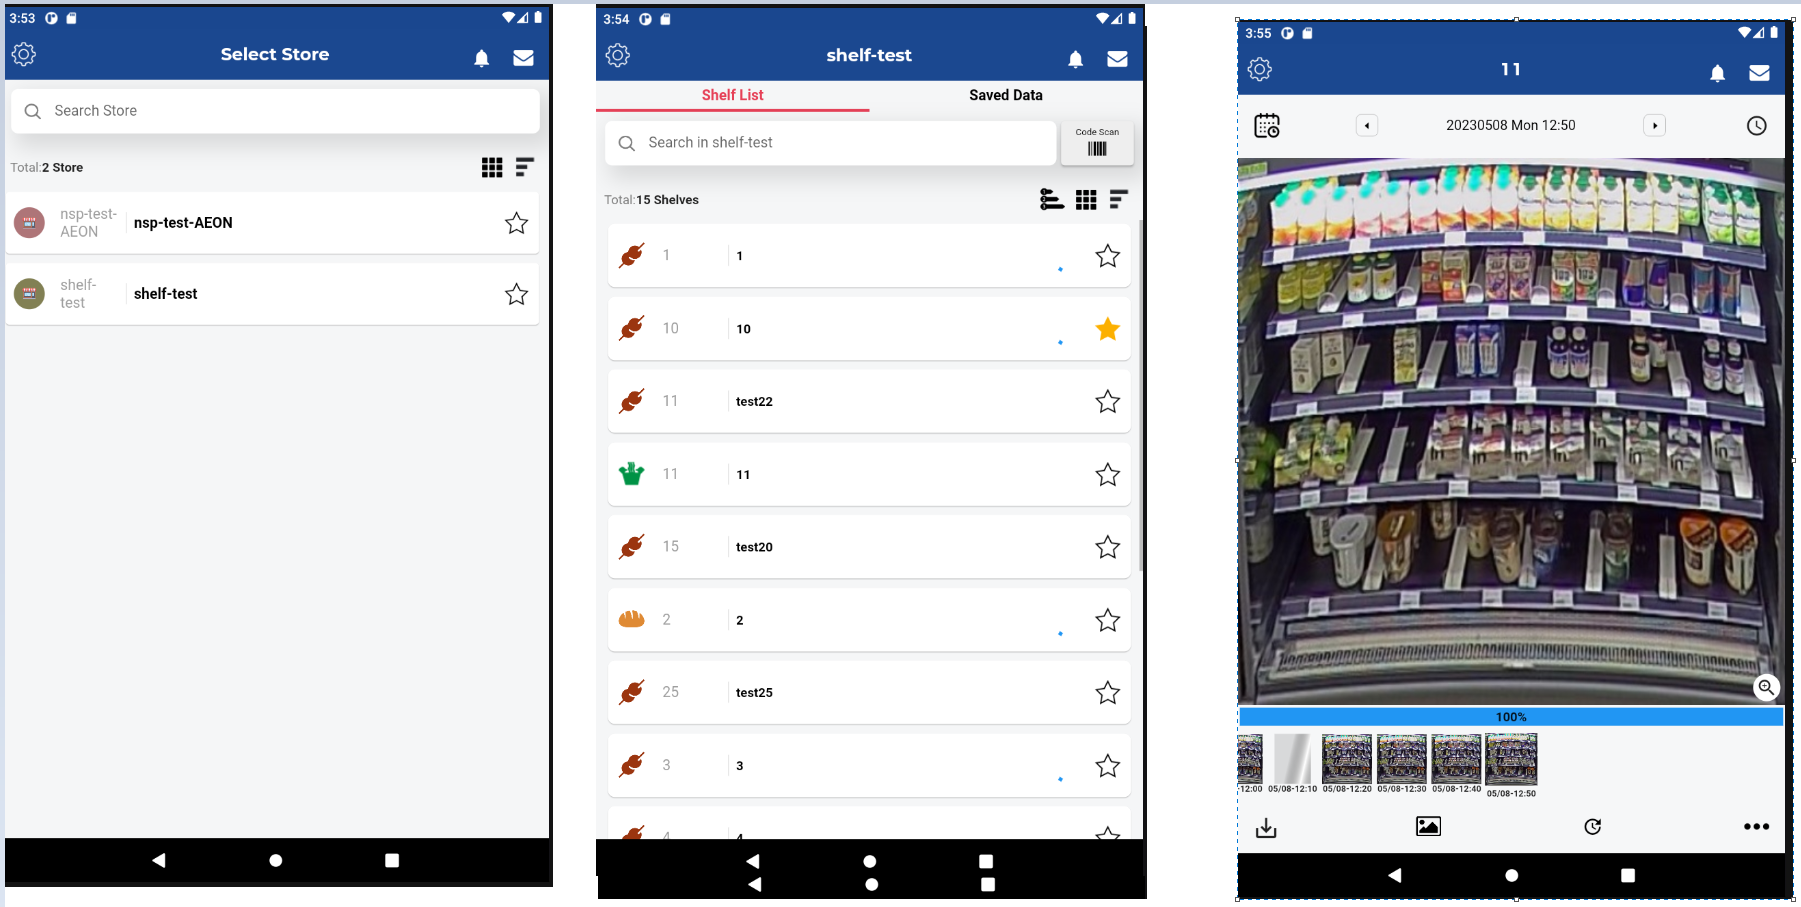 3:53
Select Store
Search Store
Total:2 Store
nsp-test-
AEON
nsp-test-AEON
shelf-
test
shelf-test
3:54
shelf-test
Shelf List
Saved Data
Search in shelf-test
Code Scan
Total:15 Shelves
1
1
10
10
11
test22
11
11
15
test20
2
2
25
test25
3
3
4
4
3:55
11
20230508 Mon 12:50
in
in
in
in
100%
-12:00
05/08-12:10
05/08-12:20
05/08-12:30
05/08-12:40
05/08-12:50